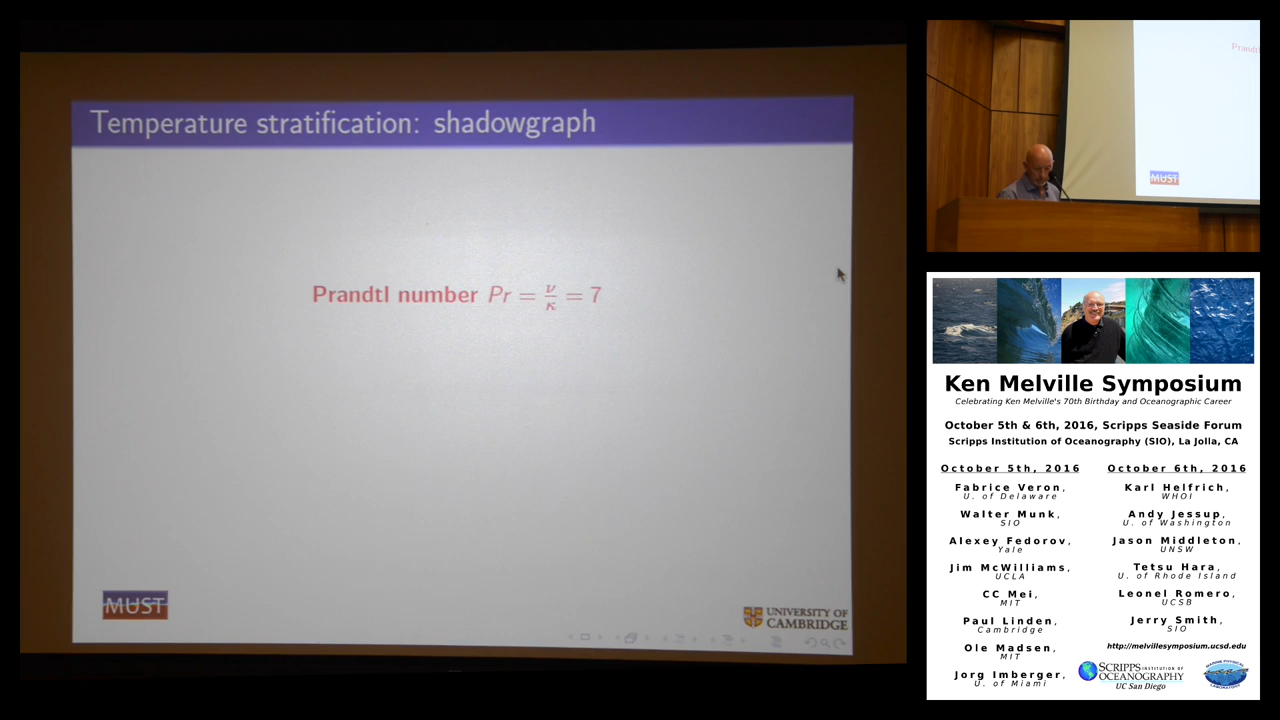 Temperature stratification: shadowgraph
Prandtl number Pr = ν/κ = 7
MUST
UNIVERSITY OF
CAMBRIDGE
Prandtl
MUST
Ken Melville Symposium
Celebrating Ken Melville's 70th Birthday and Oceanographic Career
October 5th & 6th, 2016, Scripps Seaside Forum
Scripps Institution of Oceanography (SIO), La Jolla, CA
October 5th, 2016
Fabrice Veron,
U. of Delaware
Walter Munk,
SIO
Alexey Fedorov,
Yale
Jim McWilliams,
UCLA
CC Mei,
MIT
Paul Linden,
Cambridge
Ole Madsen,
MIT
Jorg Imberger,
U. of Miami
October 6th, 2016
Karl Helfrich,
WHOI
Andy Jessup,
U. of Washington
Jason Middleton,
UNSW
Tetsu Hara,
U. of Rhode Island
Leonel Romero,
UCSB
Jerry Smith,
SIO
http://melvillesymposium.ucsd.edu
SCRIPPS INSTITUTION OF
OCEANOGRAPHY
UC San Diego